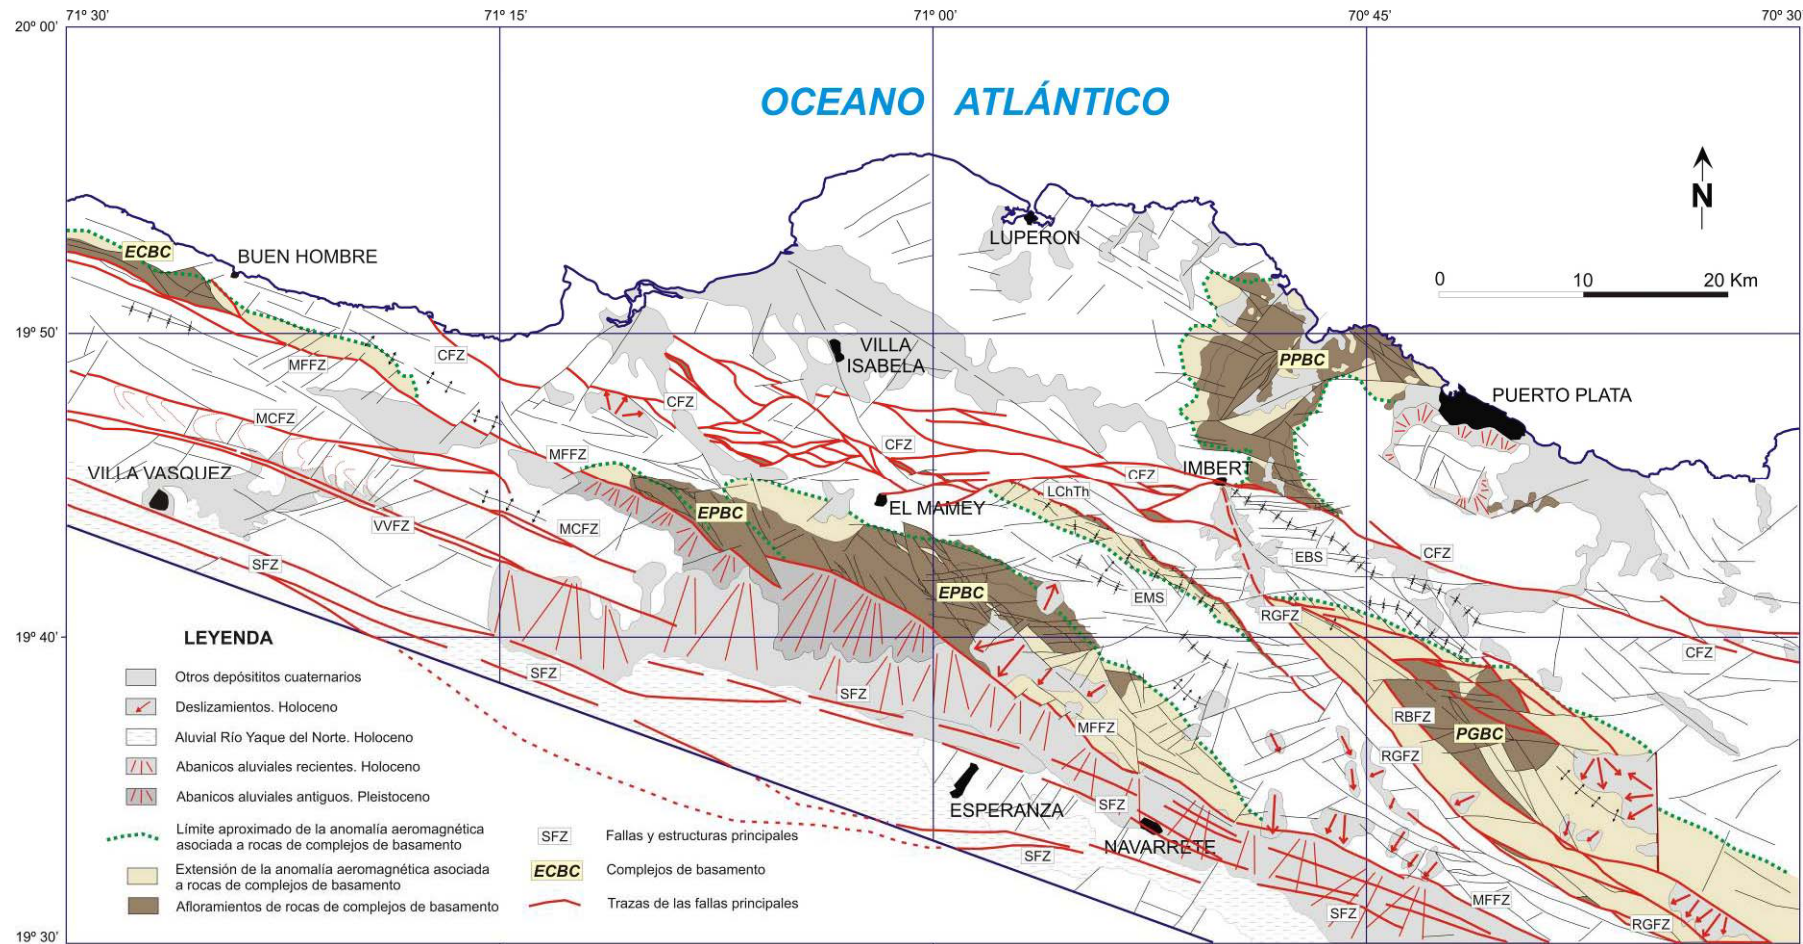 71º 30'
71º 15'
71º 00'
70º 45'
70º 30'
20º 00'
OCEANO ATLÁNTICO
N
LUPERON
ECBC
BUEN HOMBRE
0 10 20 Km
19º 50'
VILLA
ISABELA
CFZ
MFFZ
PPBC
PUERTO PLATA
CFZ
MCFZ
CFZ
MFFZ
IMBERT
CFZ
VILLA VASQUEZ
LChTh
EL MAMEY
EPBC
VVFZ
MCFZ
SFZ
EBS
CFZ
EPBC
EMS
RGFZ
19º 40'
LEYENDA
CFZ
SFZ
SFZ
Otros depósititos cuaternarios
Deslizamientos. Holoceno
Aluvial Río Yaque del Norte. Holoceno
Abanicos aluviales recientes. Holoceno
Abanicos aluviales antiguos. Pleistoceno
Límite aproximado de la anomalía aeromagnética
asociada a rocas de complejos de basamento
Extensión de la anomalía aeromagnética asociada
a rocas de complejos de basamento
Afloramientos de rocas de complejos de basamento
SFZ Fallas y estructuras principales
ECBC Complejos de basamento
Trazas de las fallas principales
MFFZ
RBFZ
PGBC
RGFZ
ESPERANZA
SFZ
NAVARRETE
SFZ
MFFZ
SFZ
RGFZ
19º 30'